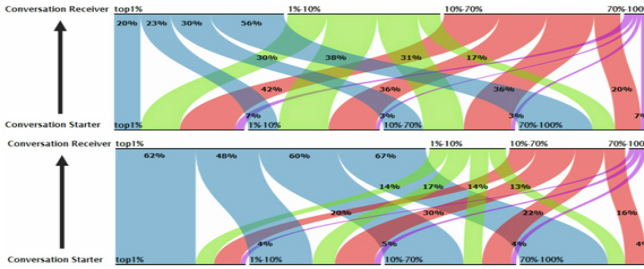 Conversation Receiver top1% 1%-10% 10%-70% 70%-100
20% 23% 30% 56%
30% 38% 31% 17%
42% 36% 36% 20%
7% 3% 3% 7%
Conversation Starter top1% 1%-10% 10%-70% 70%-100%
Conversation Receiver top1% 1%-10% 10%-70% 70%-100
62% 48% 60% 67%
14% 17% 14% 13%
20% 30% 22% 16%
4% 5% 4% 4%
Conversation Starter top1% 1%-10% 10%-70% 70%-100%